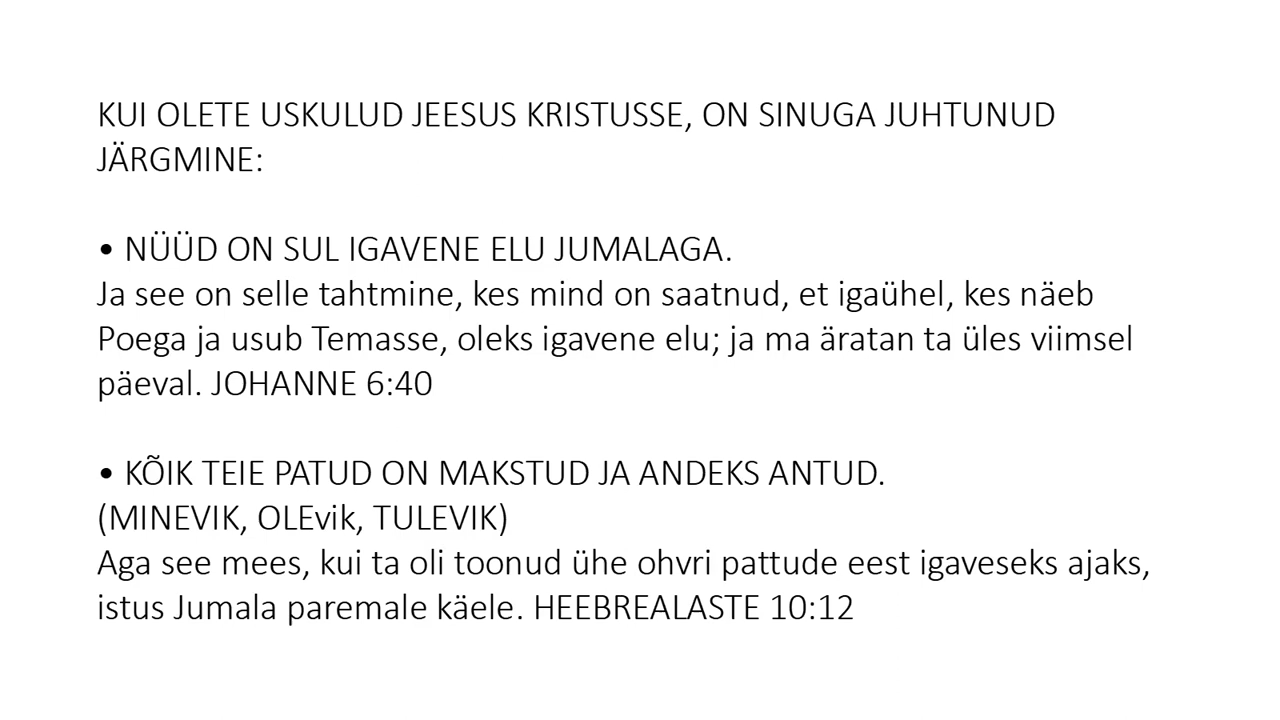 KUI OLETE USKULUD JEESUS KRISTUSSE, ON SINUGA JUHTUNUD
JÄRGMINE:
• NÜÜD ON SUL IGAVENE ELU JUMALAGA.
Ja see on selle tahtmine, kes mind on saatnud, et igaühel, kes näeb
Poega ja usub Temasse, oleks igavene elu; ja ma äratan ta üles viimsel
päeval. JOHANNE 6:40
• KÕIK TEIE PATUD ON MAKSTUD JA ANDEKS ANTUD.
(MINEVIK, OLEvik, TULEVIK)
Aga see mees, kui ta oli toonud ühe ohvri pattude eest igaveseks ajaks,
istus Jumala paremale käele. HEEBREALASTE 10:12